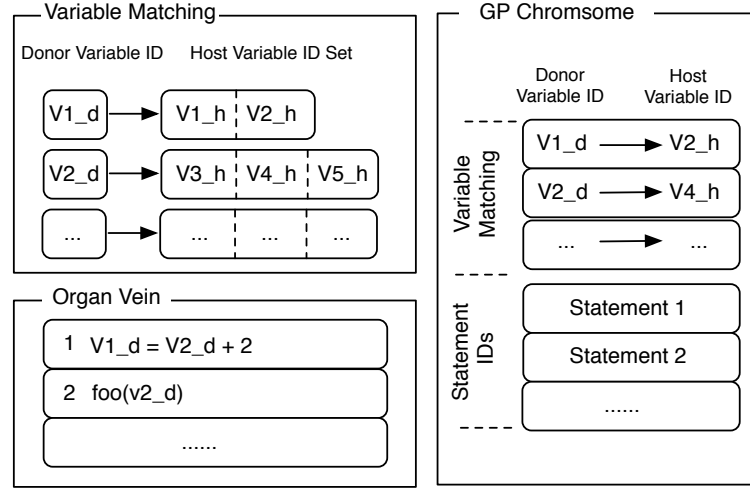 Variable Matching
Donor Variable ID Host Variable ID Set
V1_d V1_h V2_h
V2_d V3_h V4_h V5_h
... ... ... ...
Organ Vein
1 V1_d = V2_d + 2
2 foo(v2_d)
......
GP Chromsome
Donor Variable ID
Host Variable ID
Variable Matching
V1_d V2_h
V2_d V4_h
... ...
Statement IDs
Statement 1
Statement 2
......